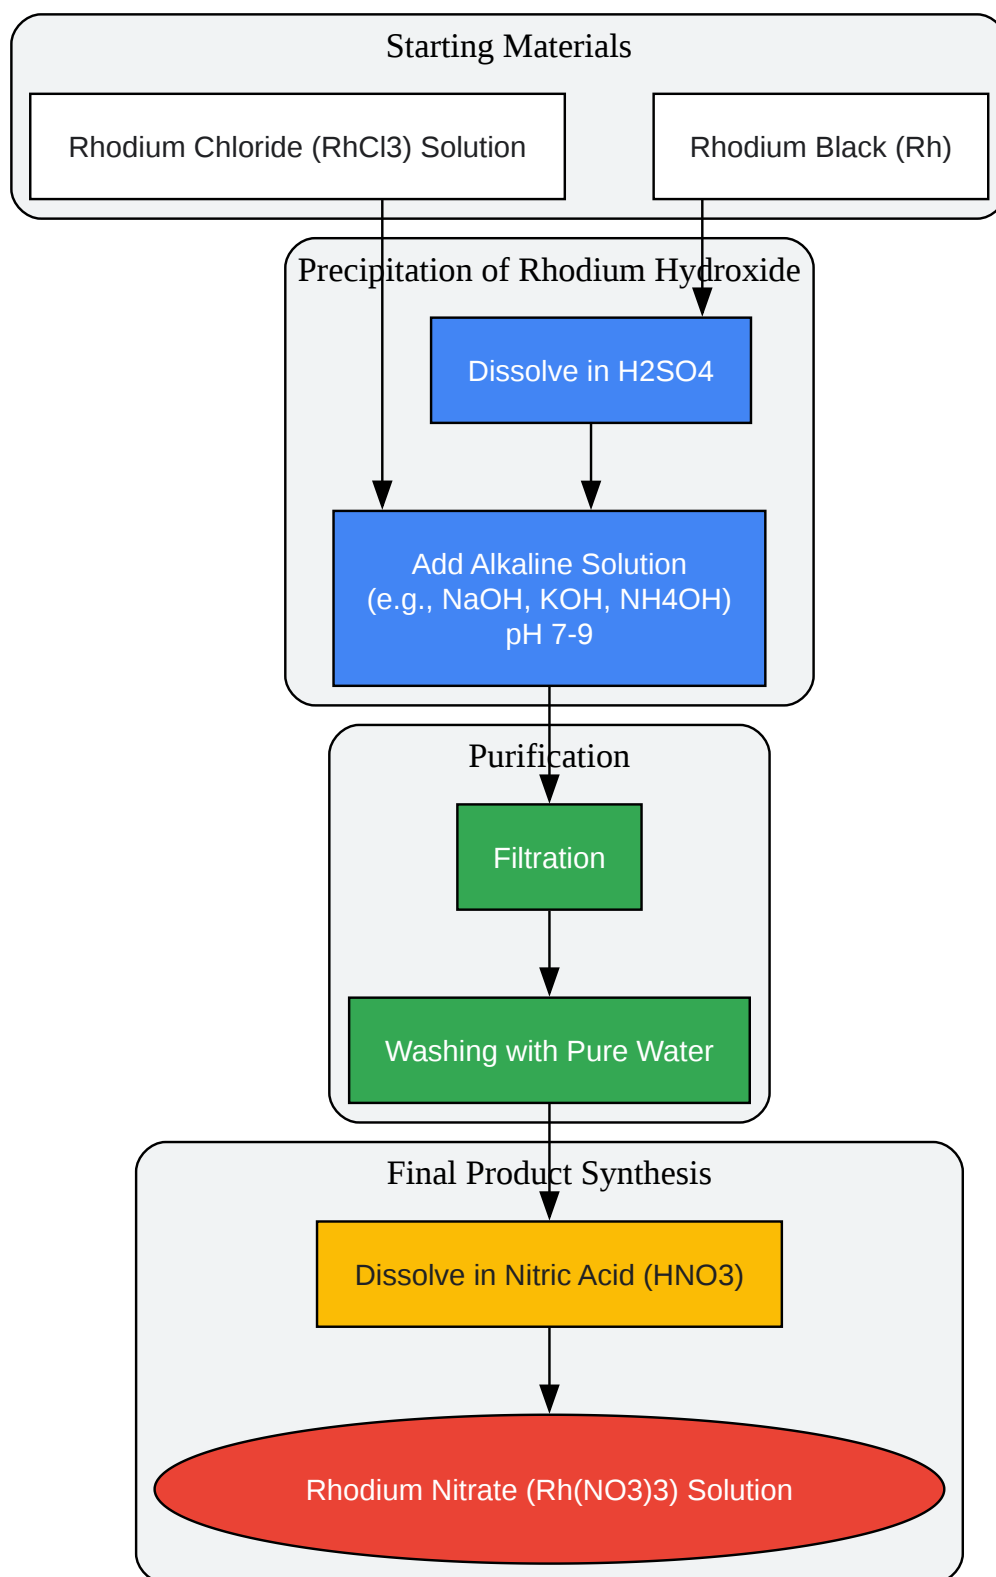 Starting Materials
Rhodium Chloride (RhCl3) Solution
Rhodium Black (Rh)
Precipitation of Rhodium Hydroxide
Dissolve in H2SO4
Add Alkaline Solution
(e.g., NaOH, KOH, NH4OH)
pH 7-9
Purification
Filtration
Washing with Pure Water
Final Product Synthesis
Dissolve in Nitric Acid (HNO3)
Rhodium Nitrate (Rh(NO3)3) Solution